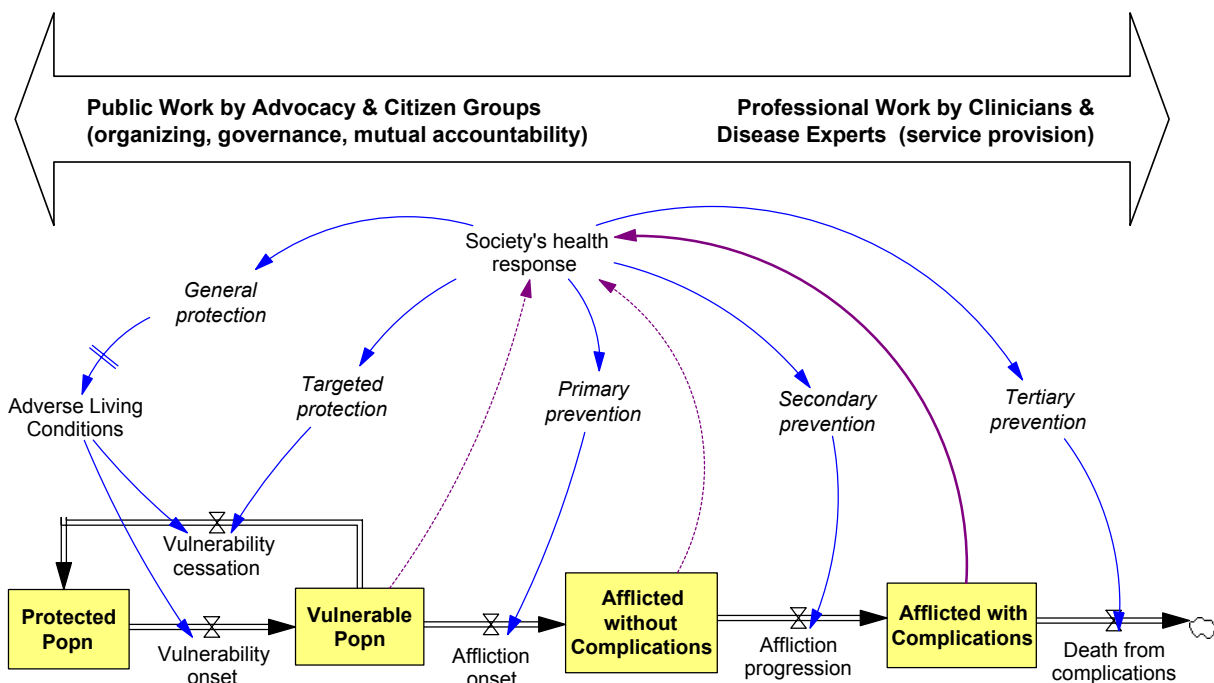 Public Work by Advocacy & Citizen Groups
(organizing, governance, mutual accountability)
Professional Work by Clinicians &
Disease Experts (service provision)
Society's health
response
General
protection
Targeted
protection
Primary
prevention
Secondary
prevention
Tertiary
prevention
Adverse Living
Conditions
Vulnerability
cessation
Protected
Popn
Vulnerability
onset
Vulnerable
Popn
Affliction
onset
Afflicted
without
Complications
Affliction
progression
Afflicted with
Complications
Death from
complications